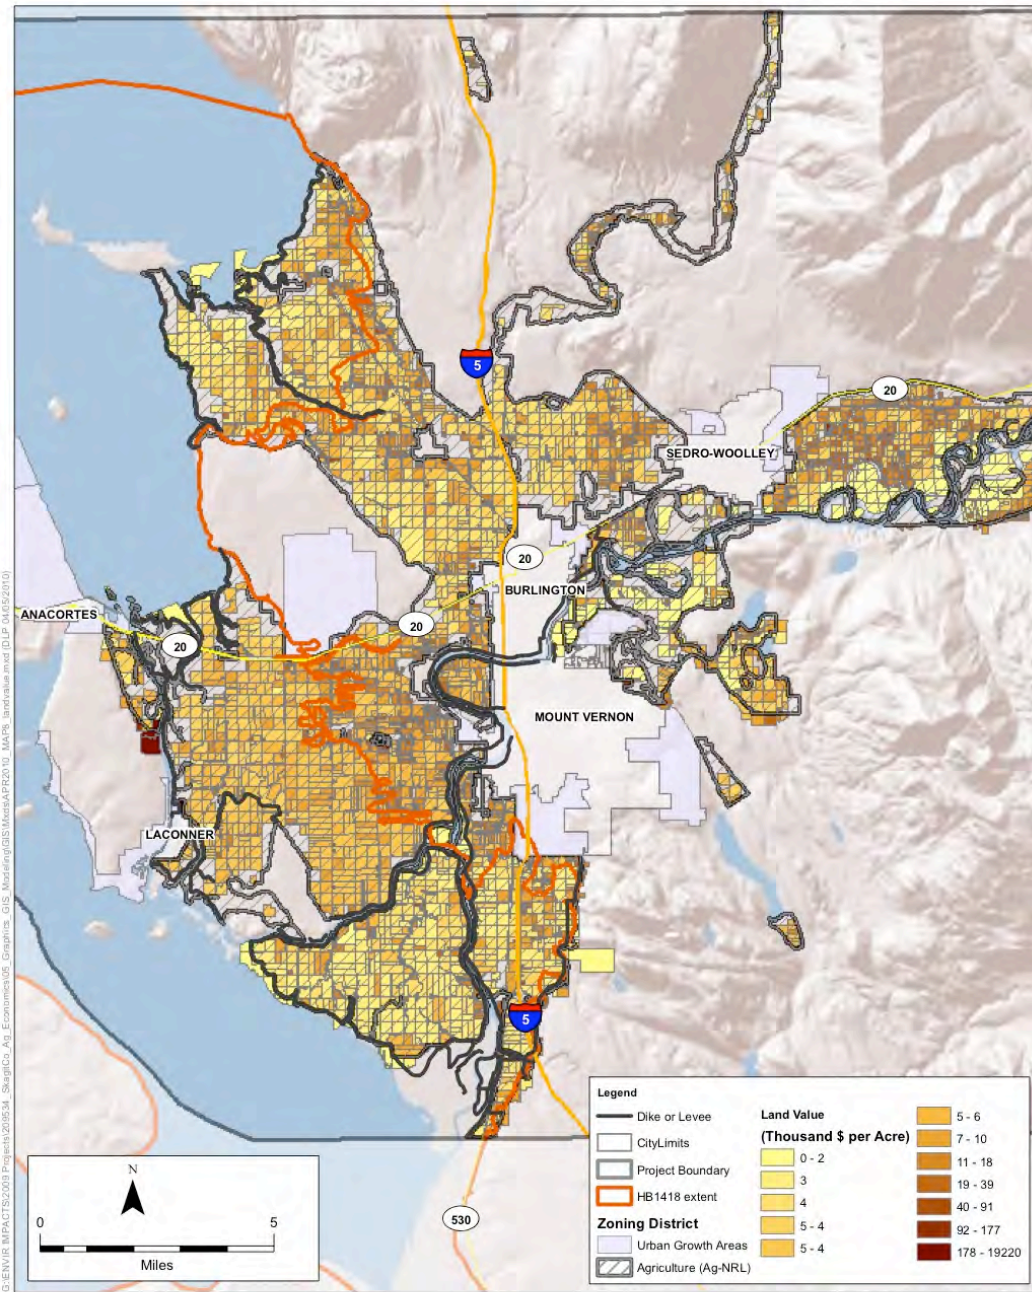 5
20
SEDRO-WOOLLEY
20
BURLINGTON
ANACORTES
20
20
MOUNT VERNON
LACONNER
5
530
N
0 5
Miles
Legend
Dike or Levee
CityLimits
Project Boundary
HB1418 extent
Zoning District
Urban Growth Areas
Agriculture (Ag-NRL)
Land Value
(Thousand $ per Acre)
0 - 2
3
4
5 - 4
5 - 4
5 - 6
7 - 10
11 - 18
19 - 39
40 - 91
92 - 177
178 - 19220